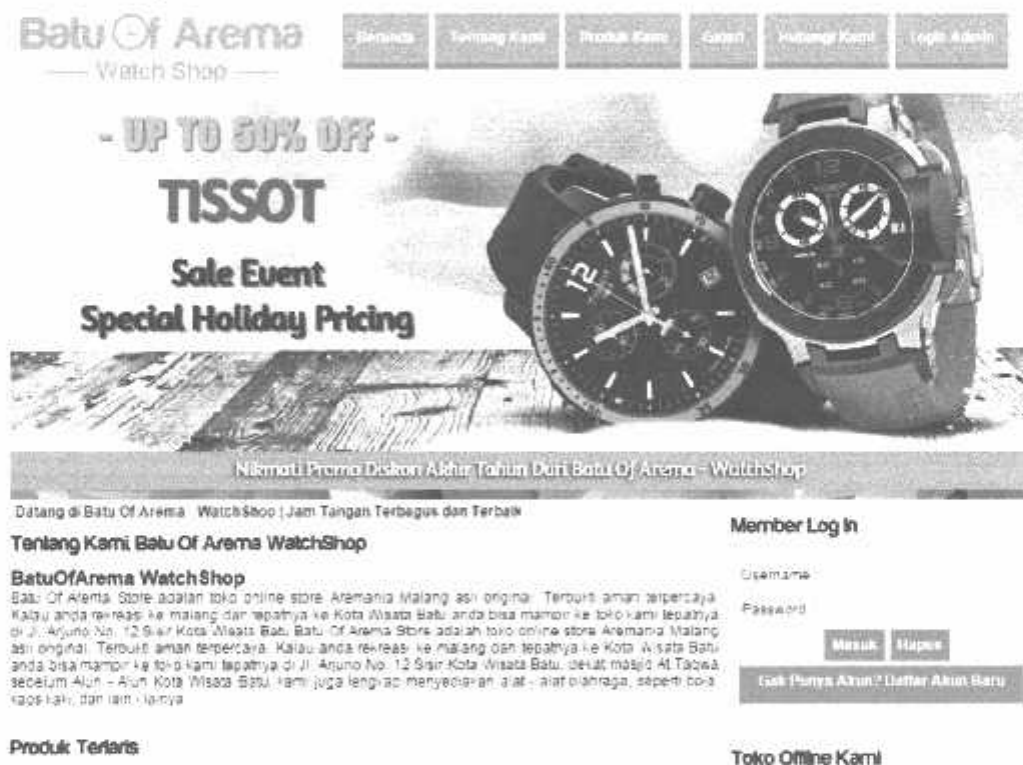 Batu Of Arema
Watch Shop
Beranda
Tentang Kami
Produk Kami
Galeri
Hubungi Kami
Login Admin
- UP TO 50% OFF -
TISSOT
Sale Event
Special Holiday Pricing
12
Nikmati Promo Diskon Akhir Tahun Dari Batu Of Arema - WatchShop
Datang di Batu Of Arema WatchShop | Jam Tangan Terbagus dan Terbaik
Tentang Kami Batu Of Arema WatchShop
BatuOfArema WatchShop
Batu Of Arema Store adalah toko online store Aremania Malang asli original. Terbukti aman terpercaya.
Kalau anda rekreasi ke malang dan tepatnya ke Kota Wisata Batu anda bisa mampir ke toko kami tepatnya
di Jl. Arjuno No. 12 Sisir Kota Wisata Batu. Batu Of Arema Store adalah toko online store Aremania Malang
asli original. Terbukti aman terpercaya. Kalau anda rekreasi ke malang dan tepatnya ke Kota Wisata Batu
anda bisa mampir ke toko kami tepatnya di Jl. Arjuno No. 12 Sisir Kota Wisata Batu, dekat masjid At Taqwa
sebelum Alun - Alun Kota Wisata Batu, kami juga lengkap menyediakan alat - alat olahraga, seperti bola,
kaos kaki, dan lain - lainya
Produk Terlaris
Member Log In
Username
Password
Masuk
Hapus
Gak Punya Akun? Daftar Akun Baru
Toko Offline Kami